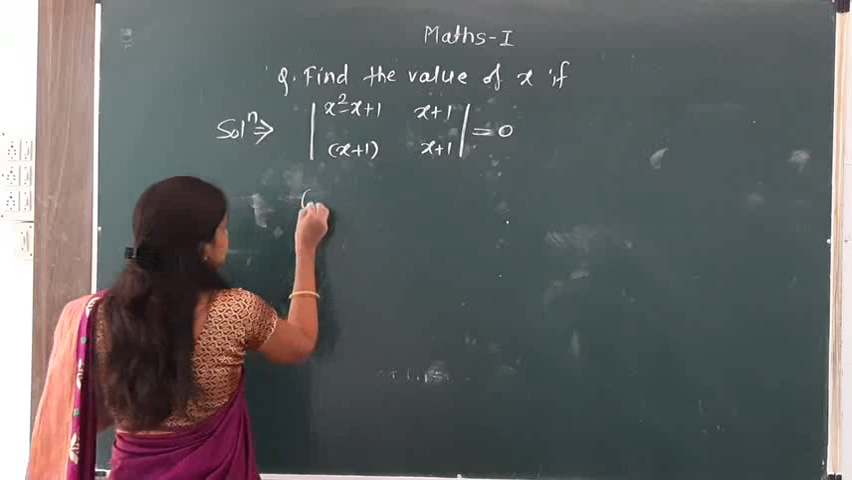 Maths-I
Q. Find the value of x if
x²-x+1 x+1
Solⁿ⇒ = 0
(x+1) x+1
(